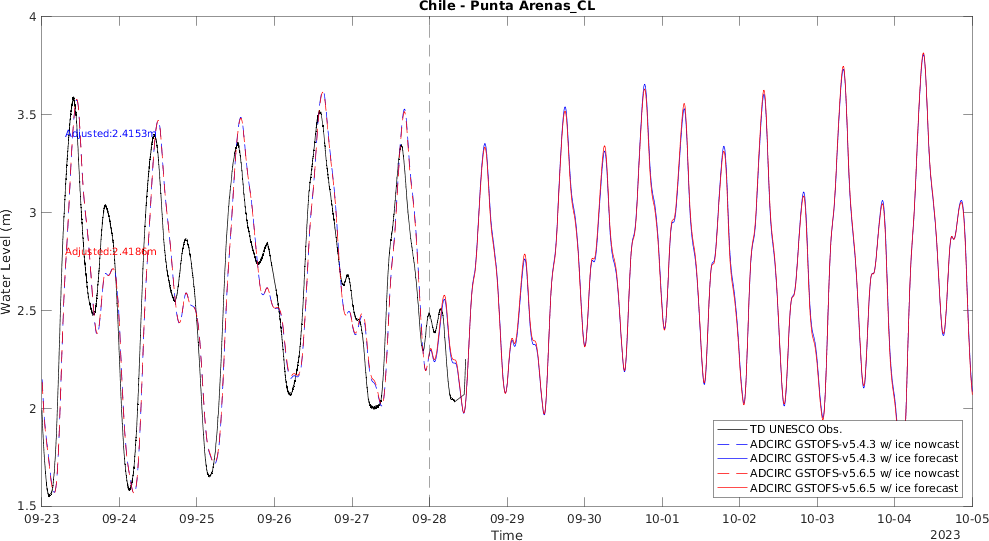 Chile - Punta Arenas_CL
4
3.5
3
2.5
2
1.5
Water Level (m)
Adjusted:2.4153m
Adjusted:2.4186m
TD UNESCO Obs.
ADCIRC GSTOFS-v5.4.3 w/ ice nowcast
ADCIRC GSTOFS-v5.4.3 w/ ice forecast
ADCIRC GSTOFS-v5.6.5 w/ ice nowcast
ADCIRC GSTOFS-v5.6.5 w/ ice forecast
09-23 09-24 09-25 09-26 09-27 09-28 09-29 09-30 10-01 10-02 10-03 10-04 10-05
Time
2023